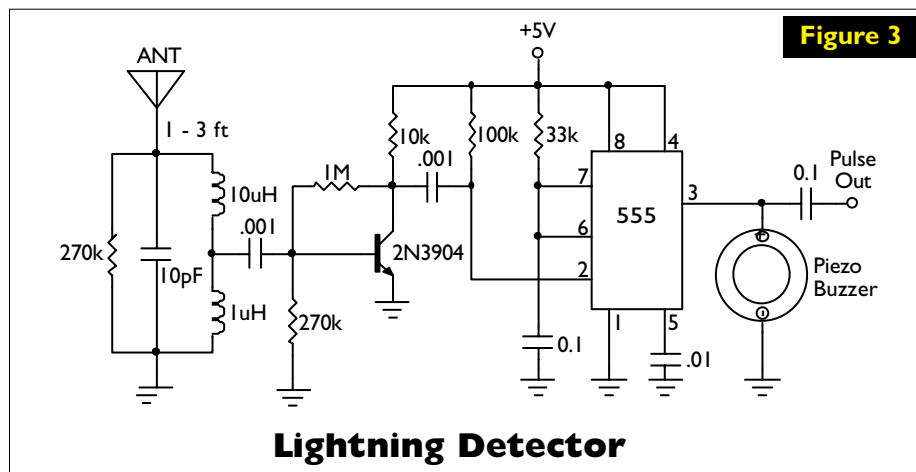 Figure 3
+5V
ANT
1 - 3 ft
10k
100k
33k
8
4
1M
.001
7
3
0.1
Pulse
Out
10uH
.001
555
6
270k
10pF
2N3904
2
Piezo
Buzzer
1uH
270k
1
5
0.1
.01
Lightning Detector